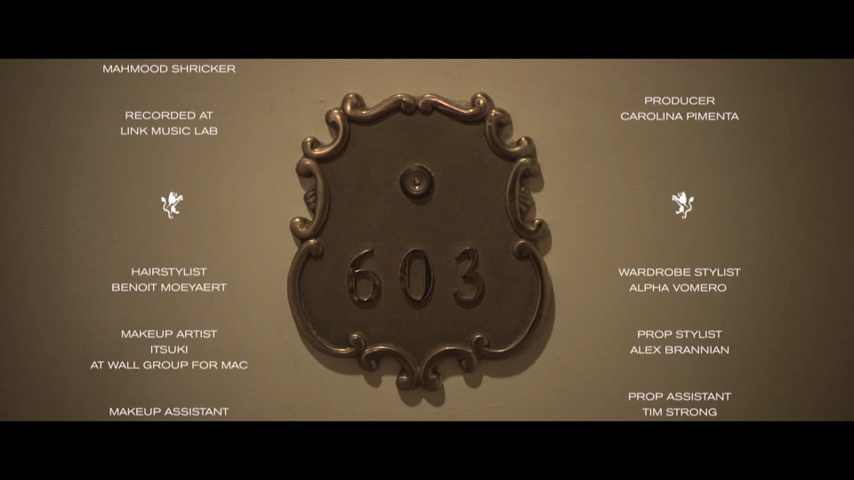 MAHMOOD SHRICKER
RECORDED AT
LINK MUSIC LAB
HAIRSTYLIST
BENOIT MOEYAERT
MAKEUP ARTIST
ITSUKI
AT WALL GROUP FOR MAC
MAKEUP ASSISTANT
603
PRODUCER
CAROLINA PIMENTA
WARDROBE STYLIST
ALPHA VOMERO
PROP STYLIST
ALEX BRANNIAN
PROP ASSISTANT
TIM STRONG